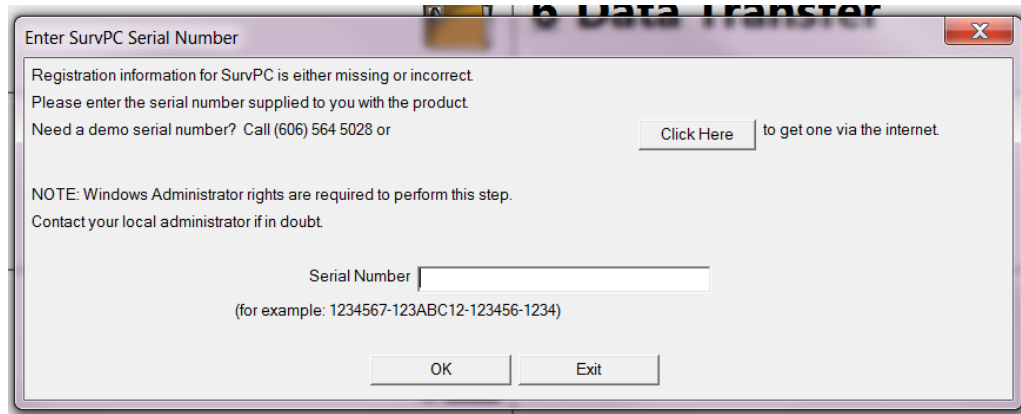 6 Data Transfer
Enter SurvPC Serial Number
Registration information for SurvPC is either missing or incorrect.
Please enter the serial number supplied to you with the product.
Need a demo serial number? Call (606) 564 5028 or Click Here to get one via the internet.
NOTE: Windows Administrator rights are required to perform this step.
Contact your local administrator if in doubt.
Serial Number
(for example: 1234567-123ABC12-123456-1234)
OK Exit